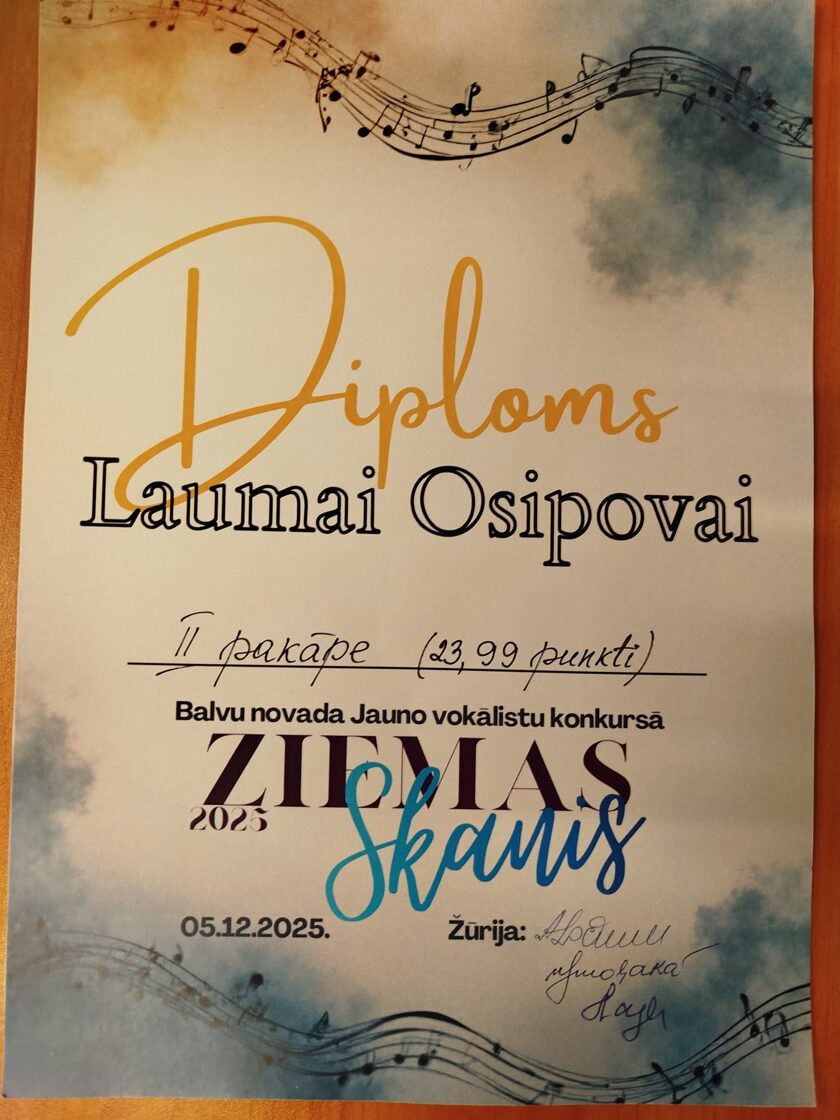 Diploms
Laumai Osipovai
II pakāpe (23,99 punkti)
Balvu novada Jauno vokālistu konkursā
ZIEMAS
2025
Skanis
05.12.2025.
Žūrija: